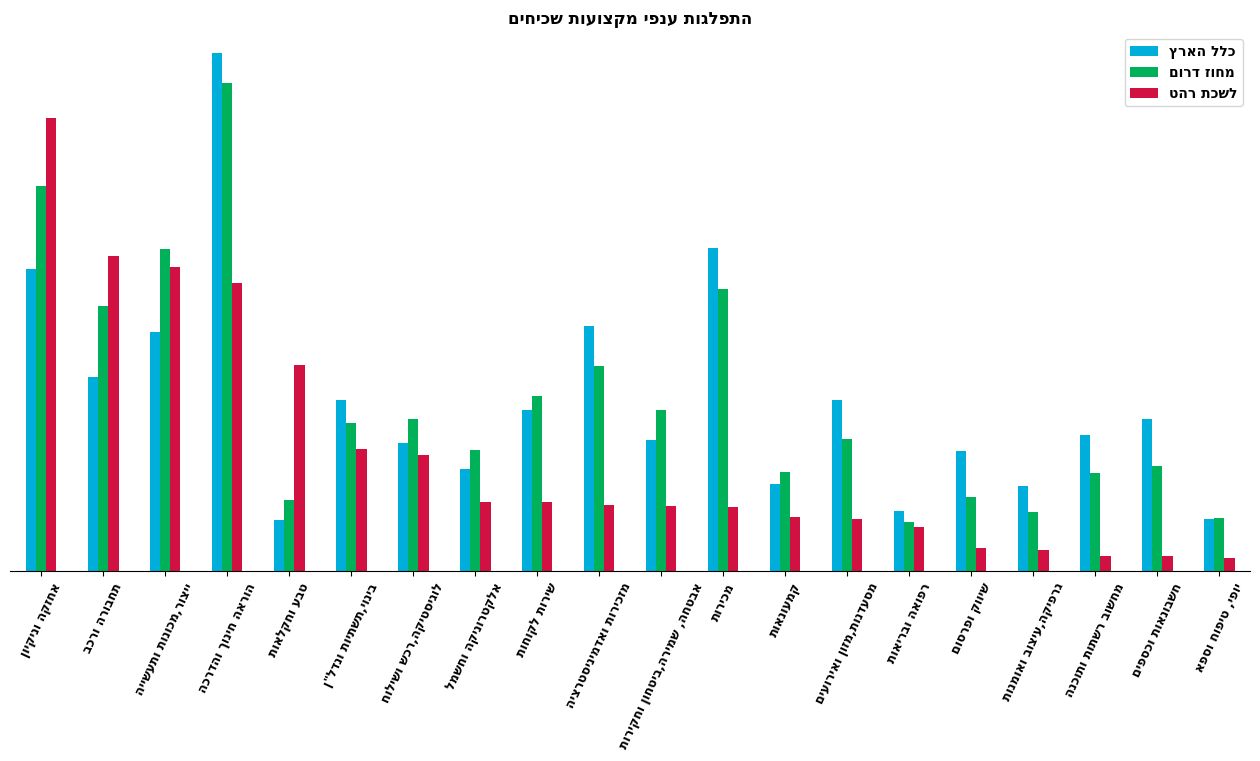 התפלגות ענפי מקצועות שכיחים
כלל הארץ
מחוז דרום
לשכת רהט
אחזקה וניקיון
תחבורה ורכב
ייצור,מכונות ותעשייה
הוראה חינוך והדרכה
טבע וחקלאות
בינוי,תשתיות ונדל"ן
לוגיסטיקה,רכש ושילוח
אלקטרוניקה וחשמל
שירות לקוחות
מזכירות ואדמיניסטרציה
אבטחה, שמירה,ביטחון וחקירות
מכירות
קמעונאות
מסעדנות,מזון ואירועים
רפואה ובריאות
שיווק ופרסום
גרפיקה,עיצוב ואומנות
מחשוב רשתות ותוכנה
חשבונאות וכספים
יופי, טיפוח וספא